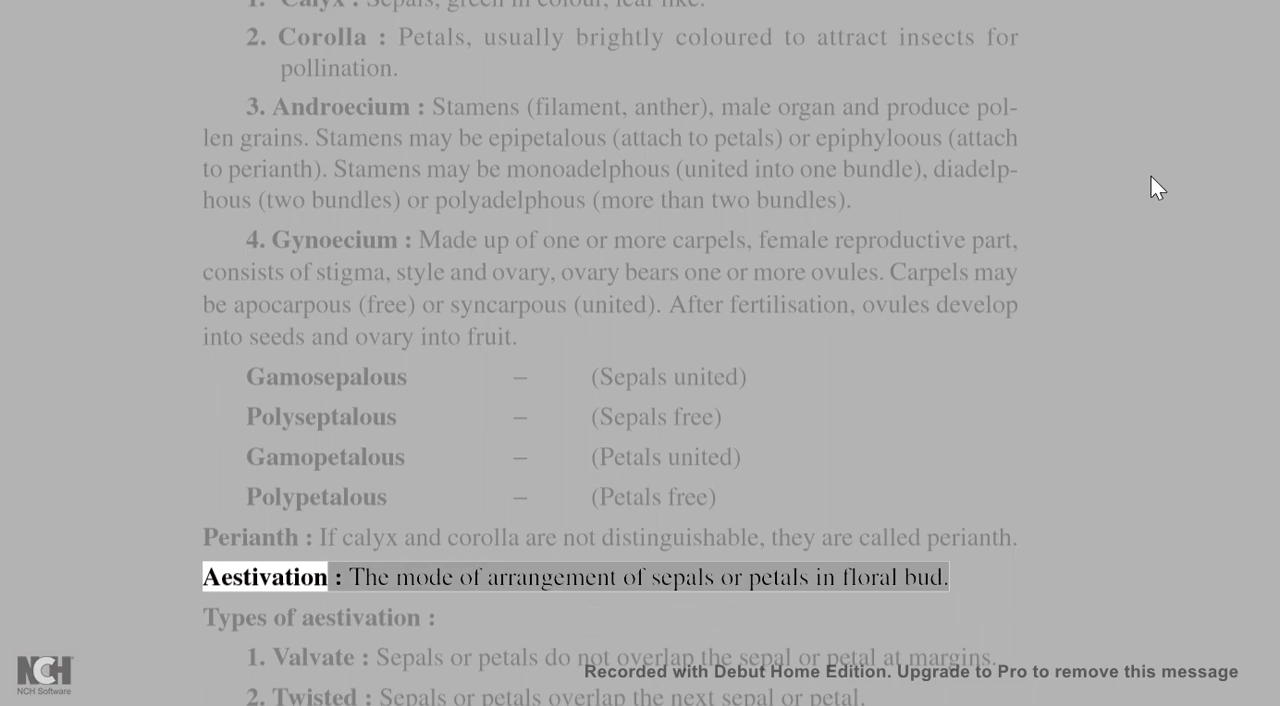 1. Calyx : Sepals, green in colour, leaf like.
2. Corolla : Petals, usually brightly coloured to attract insects for
pollination.
3. Androecium : Stamens (filament, anther), male organ and produce pol-
len grains. Stamens may be epipetalous (attach to petals) or epiphyloous (attach
to perianth). Stamens may be monoadelphous (united into one bundle), diadelp-
hous (two bundles) or polyadelphous (more than two bundles).
4. Gynoecium : Made up of one or more carpels, female reproductive part,
consists of stigma, style and ovary, ovary bears one or more ovules. Carpels may
be apocarpous (free) or syncarpous (united). After fertilisation, ovules develop
into seeds and ovary into fruit.
Gamosepalous – (Sepals united)
Polyseptalous – (Sepals free)
Gamopetalous – (Petals united)
Polypetalous – (Petals free)
Perianth : If calyx and corolla are not distinguishable, they are called perianth.
Aestivation : The mode of arrangement of sepals or petals in floral bud.
Types of aestivation :
1. Valvate : Sepals or petals do not overlap the sepal or petal at margins.
2. Twisted : Sepals or petals overlap the next sepal or petal.
NCH
NCH Software
Recorded with Debut Home Edition. Upgrade to Pro to remove this message